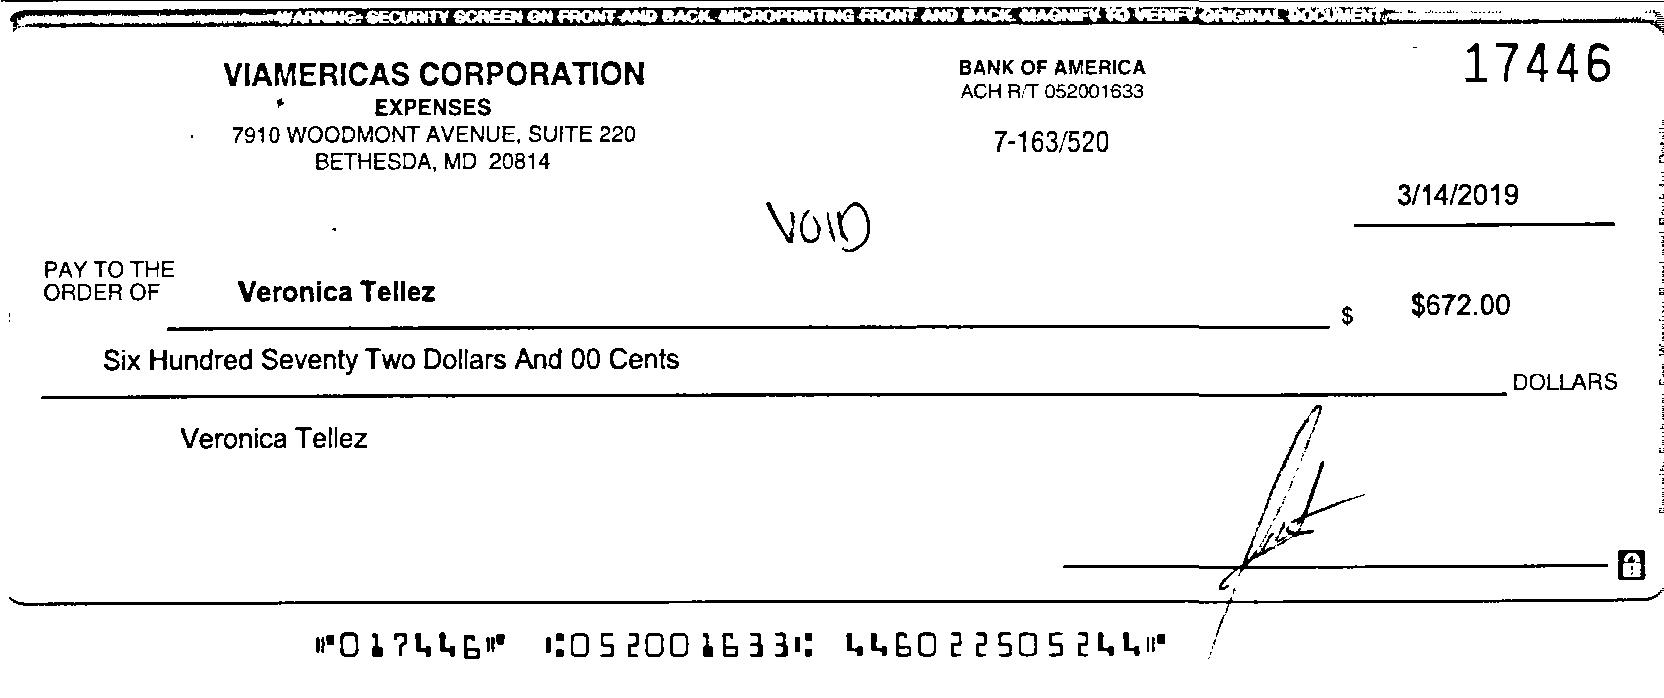 WARNING: SECURITY SCREEN ON FRONT AND BACK. MICROPRINTING FRONT AND BACK. MAGNIFY TO VERIFY ORIGINAL DOCUMENT
17446
VIAMERICAS CORPORATION
EXPENSES
7910 WOODMONT AVENUE, SUITE 220
BETHESDA, MD 20814
BANK OF AMERICA
ACH R/T 052001633
7-163/520
3/14/2019
VOID
PAY TO THE
ORDER OF Veronica Tellez
$ $672.00
Six Hundred Seventy Two Dollars And 00 Cents
DOLLARS
Veronica Tellez
⑈017446⑈ ⑆052001633⑆ 446022505244⑈